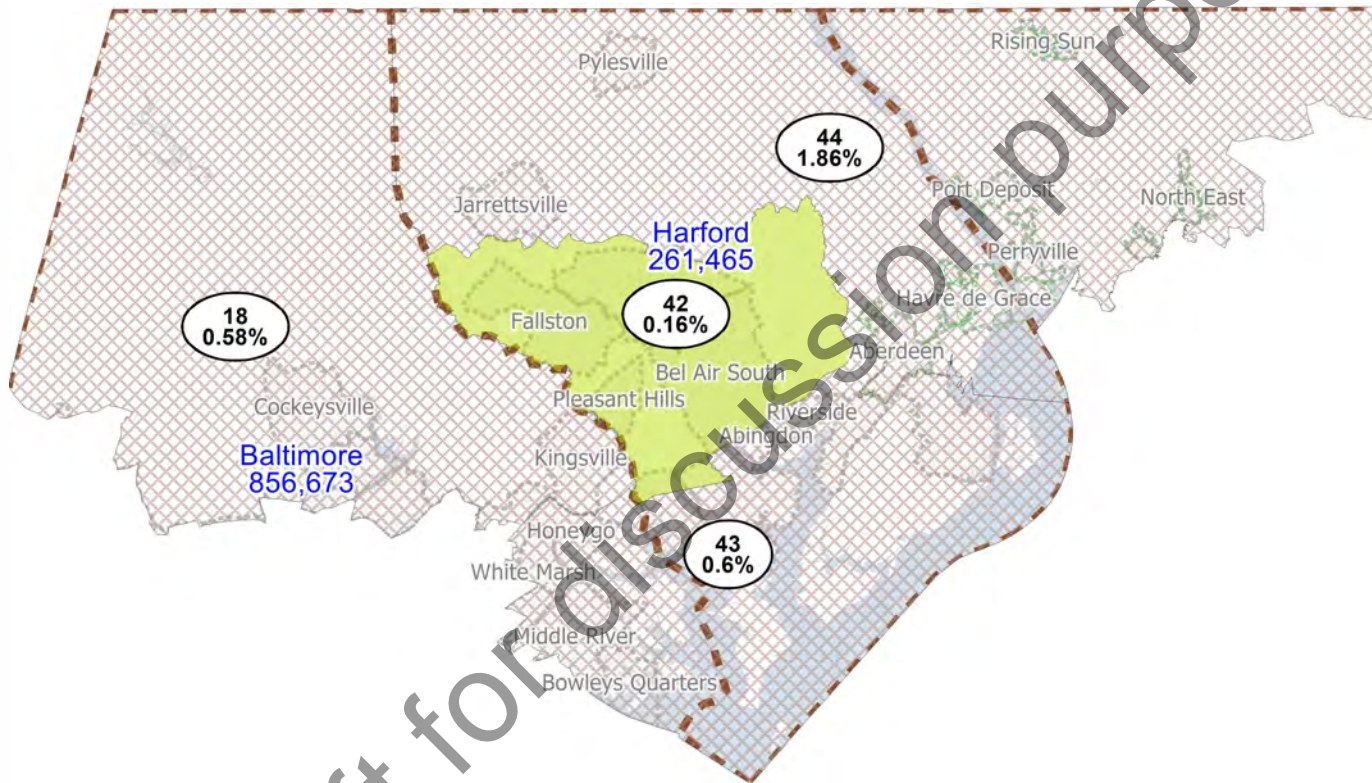 Rising Sun
Pylesville
44
1.86%
Port Deposit
North East
Jarrettsville
Harford
261,465
Perryville
Havre de Grace
18
0.58%
42
0.16%
Fallston
Aberdeen
Bel Air South
Pleasant Hills
Cockeysville
Riverside
Abingdon
Baltimore
856,673
Kingsville
Honeygo
43
0.6%
White Marsh
Middle River
Bowleys Quarters
ft for discussion purpo